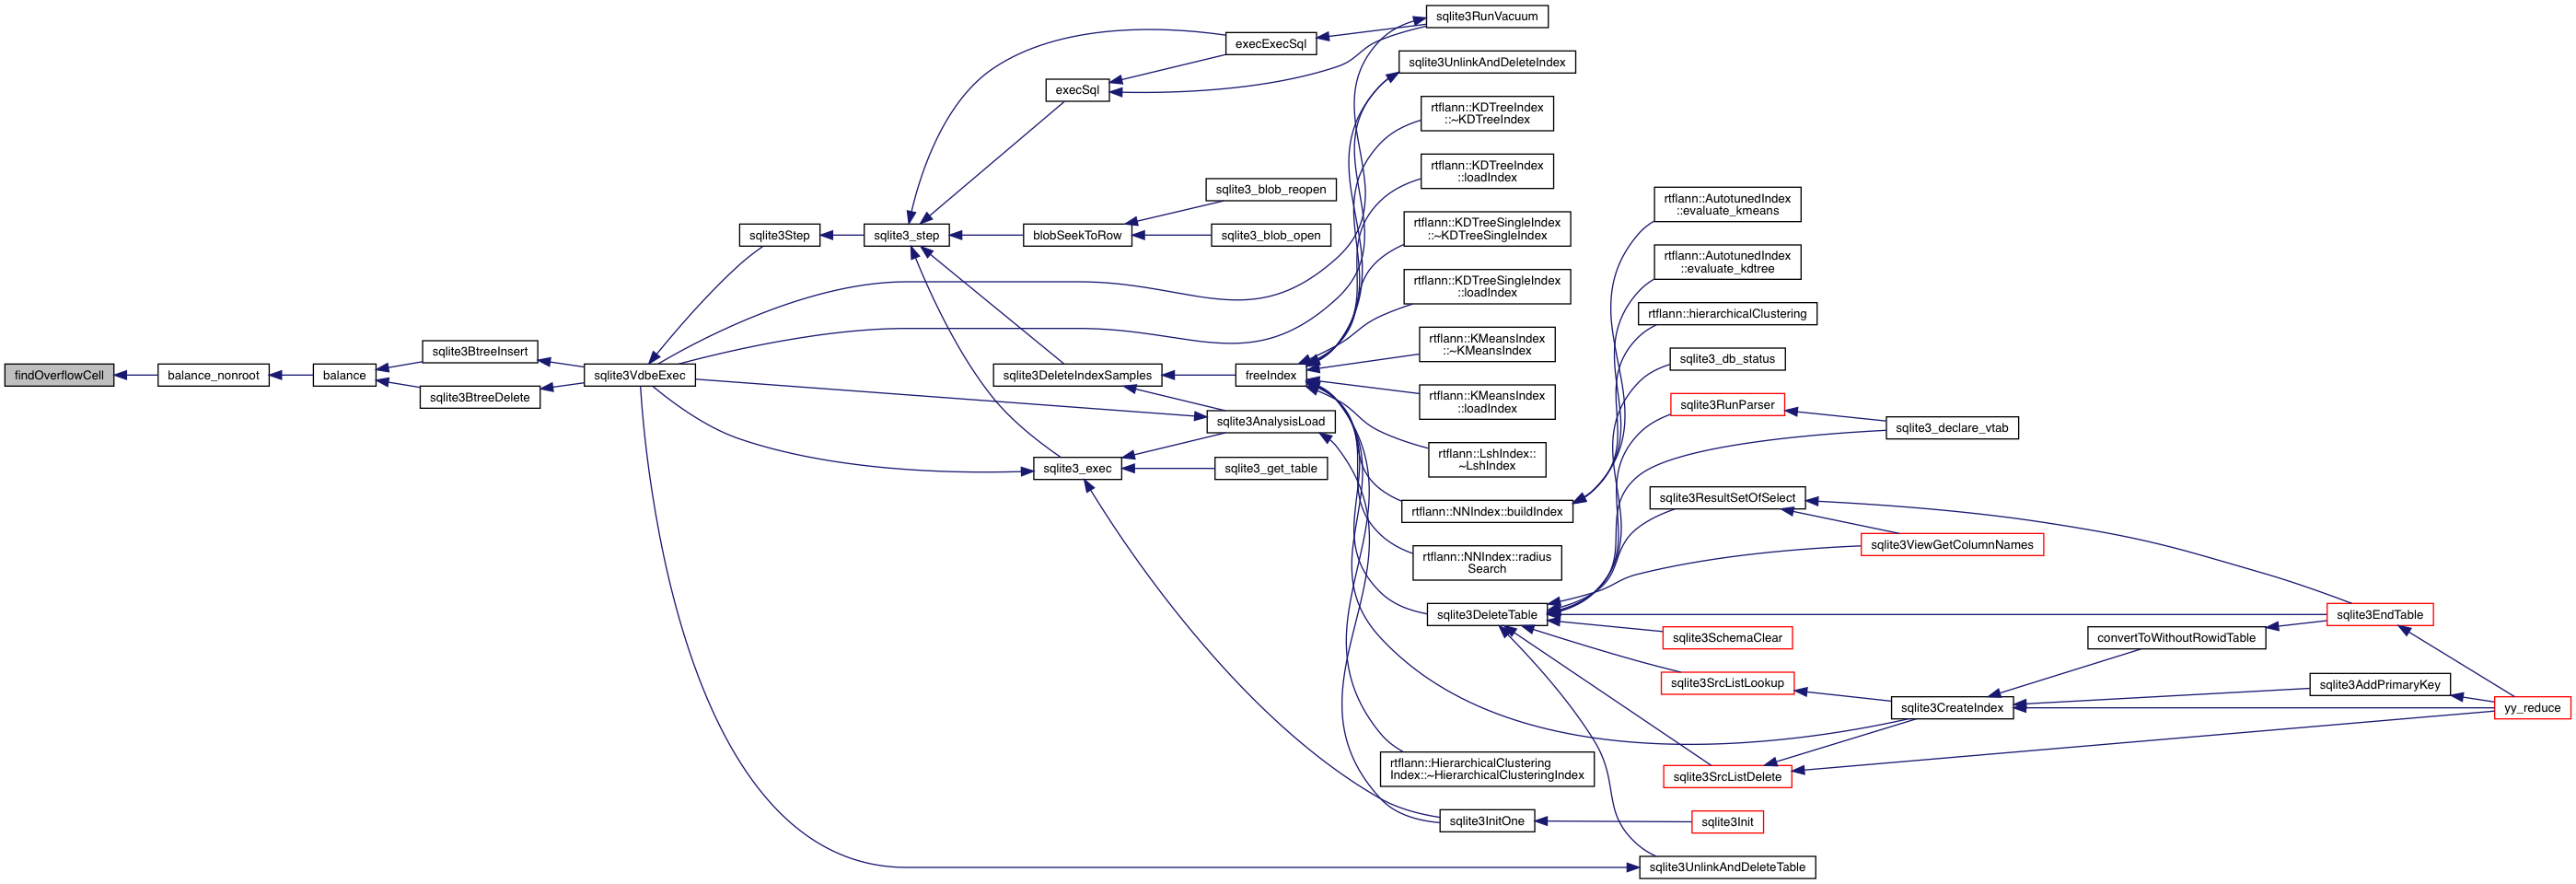 findOverflowCell
balance_nonroot
balance
sqlite3BtreeInsert
sqlite3BtreeDelete
sqlite3VdbeExec
sqlite3Step
sqlite3_step
execSql
execExecSql
sqlite3RunVacuum
blobSeekToRow
sqlite3_blob_reopen
sqlite3_blob_open
sqlite3DeleteIndexSamples
sqlite3AnalysisLoad
sqlite3_exec
sqlite3_get_table
freeIndex
sqlite3UnlinkAndDeleteIndex
rtflann::KDTreeIndex
::~KDTreeIndex
rtflann::KDTreeIndex
::loadIndex
rtflann::KDTreeSingleIndex
::~KDTreeSingleIndex
rtflann::KDTreeSingleIndex
::loadIndex
rtflann::KMeansIndex
::~KMeansIndex
rtflann::KMeansIndex
::loadIndex
rtflann::LshIndex::
~LshIndex
rtflann::NNIndex::buildIndex
rtflann::NNIndex::radius
Search
sqlite3DeleteTable
rtflann::HierarchicalClustering
Index::~HierarchicalClusteringIndex
sqlite3InitOne
rtflann::AutotunedIndex
::evaluate_kmeans
rtflann::AutotunedIndex
::evaluate_kdtree
rtflann::hierarchicalClustering
sqlite3_db_status
sqlite3RunParser
sqlite3_declare_vtab
sqlite3ResultSetOfSelect
sqlite3ViewGetColumnNames
sqlite3EndTable
sqlite3SchemaClear
convertToWithoutRowidTable
sqlite3SrcListLookup
sqlite3AddPrimaryKey
sqlite3CreateIndex
yy_reduce
sqlite3SrcListDelete
sqlite3Init
sqlite3UnlinkAndDeleteTable